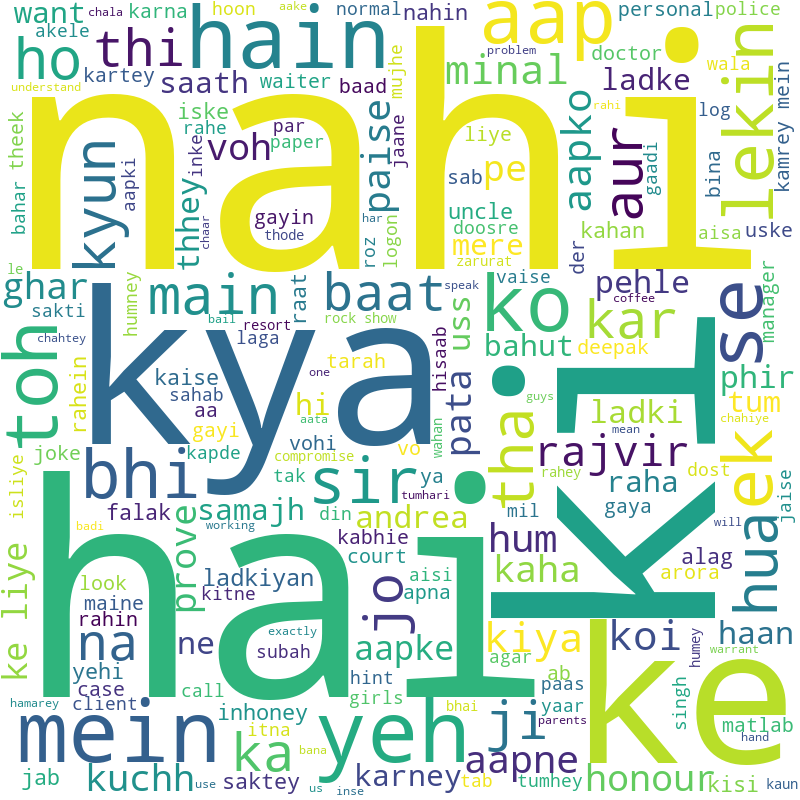 want chala karna hoon aake normal nahin personal police
akele hain aap doctor wala
ho thi minal ladke
kartey saath waiter baad mujhe
understand problem
nahi lekin
iske rahe par paper voh paise jaane liye sab pe aapko aur rahi log gaadi bina kamrey mein
bahar theek kyun aapki thhey inke gayin har
chaar thode roz logon uncle doosre mere kahan aisa uske
zarurat der
le ghar main baat uss vaise speak ko pehle kar coffee manager
sakti humney raat bail resort rock show
chahtey laga bahut deepak se
toh rahein kya kaise tarah hisaab phir
sahab one ki
aa hi pata guys ladki tum
gayi aata tha chahiye
joke kapde vohi vo wahan mean
isliye bhi compromise rajvir ek
tak sir ya tumhari rahey raha dost jaise
falak samajh din andrea mil gaya
badi working kabhie will
ke liye hai prove court hum alag hua
look ladkiyan aisi kaha arora
maine kitne jo apna
rahin exactly
na ne aapke kiya koi haan
yehi subah agar humey warrant
case call hint girls ab
hamarey client paas ke
mein inhoney yeh ji yaar singh matlab
itna bhai parents hand
ka bana aapne
jab kuchh saktey karney tab tumhey honour kisi kaun
use us inse